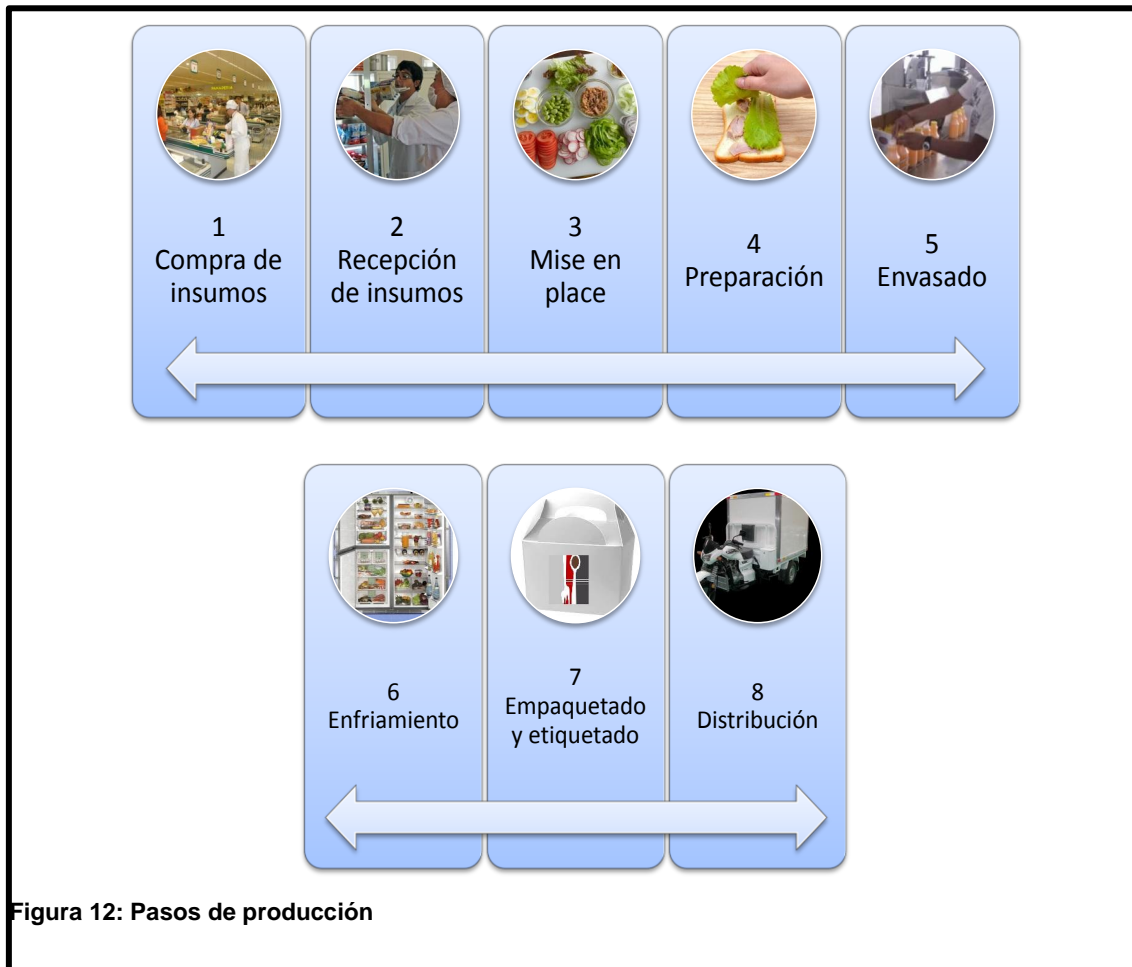 1
Compra de
insumos
2
Recepción
de insumos
3
Mise en
place
4
Preparación
5
Envasado
6
Enfriamiento
7
Empaquetado
y etiquetado
8
Distribución
Figura 12: Pasos de producción